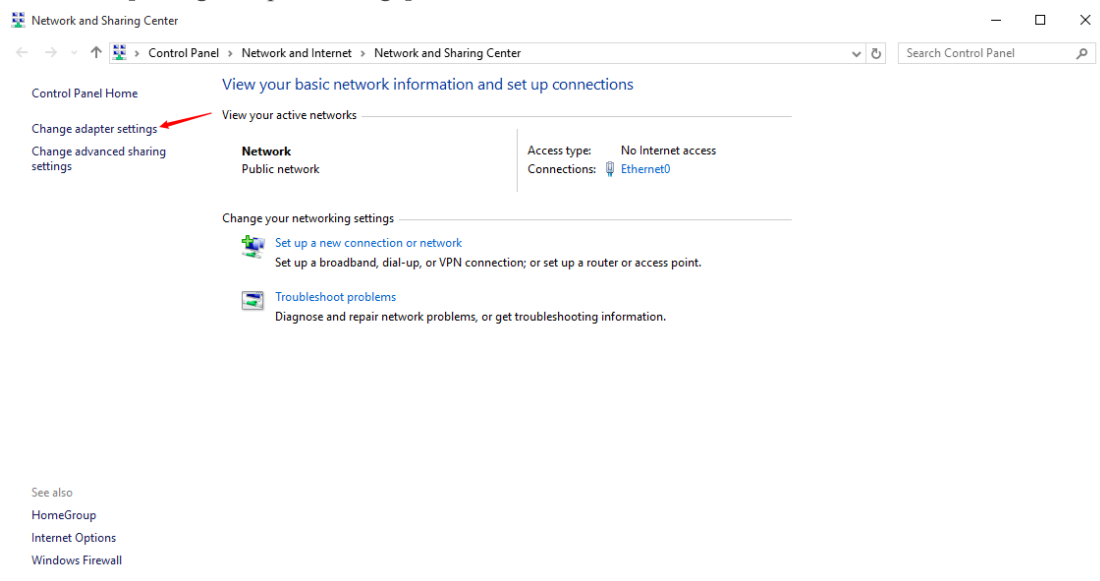 Network and Sharing Center
Control Panel > Network and Internet > Network and Sharing Center
Search Control Panel
Control Panel Home
Change adapter settings
Change advanced sharing
settings
View your basic network information and set up connections
View your active networks
Network
Public network
Access type: No Internet access
Connections: Ethernet0
Change your networking settings
Set up a new connection or network
Set up a broadband, dial-up, or VPN connection; or set up a router or access point.
Troubleshoot problems
Diagnose and repair network problems, or get troubleshooting information.
See also
HomeGroup
Internet Options
Windows Firewall